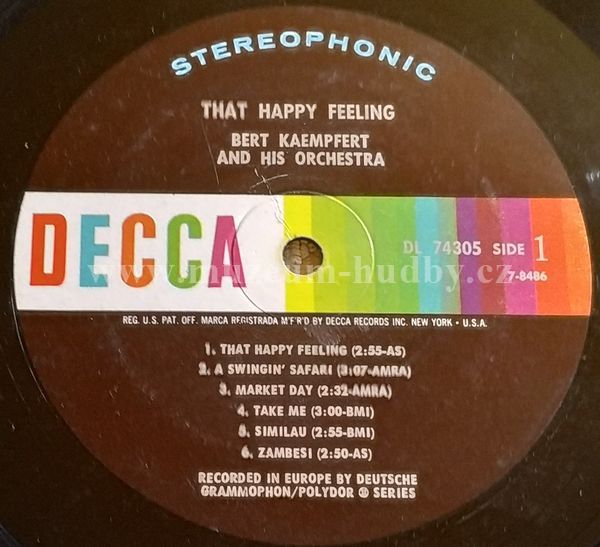 STEREOPHONIC
THAT HAPPY FEELING
BERT KAEMPFERT
AND HIS ORCHESTRA
DECCA
DL 74305 SIDE 1
www.muzeum-hudby.cz
7-8486
REG. U.S. PAT. OFF. MARCA REGISTRADA M'F'R'D BY DECCA RECORDS INC. NEW YORK • U.S.A.
1. THAT HAPPY FEELING (2:55-AS)
2. A SWINGIN' SAFARI (3:07-AMRA)
3. MARKET DAY (2:32-AMRA)
4. TAKE ME (3:00-BMI)
5. SIMILAU (2:55-BMI)
6. ZAMBESI (2:50-AS)
RECORDED IN EUROPE BY DEUTSCHE
GRAMMOPHON/POLYDOR ® SERIES